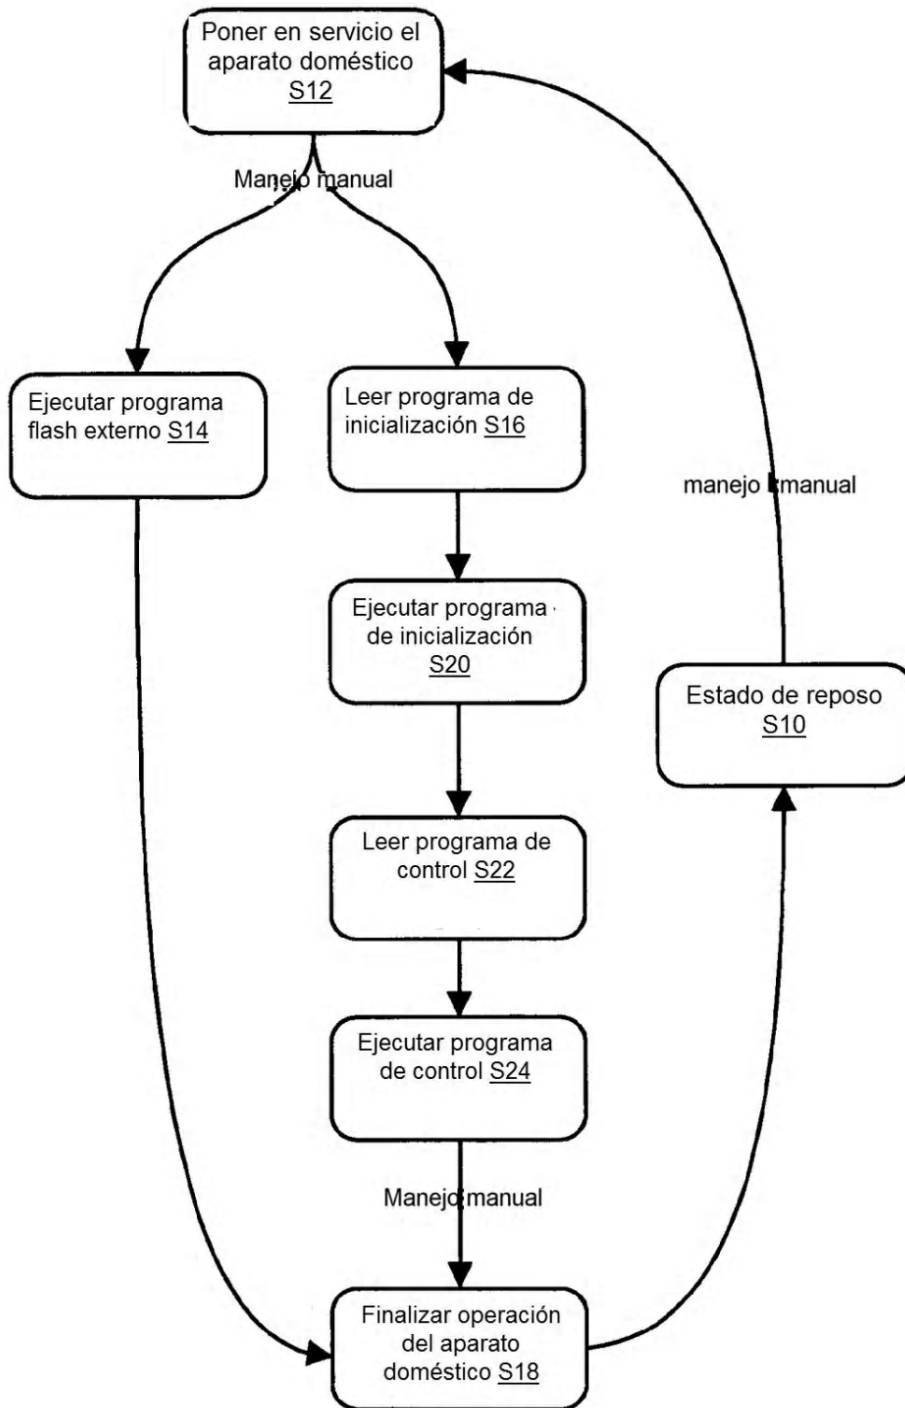 Poner en servicio el
aparato doméstico
S12
Manejo manual
Ejecutar programa
flash externo S14
Leer programa de
inicialización S16
manejo manual
Ejecutar programa
de inicialización
S20
Estado de reposo
S10
Leer programa de
control S22
Ejecutar programa
de control S24
Manejo manual
Finalizar operación
del aparato
doméstico S18